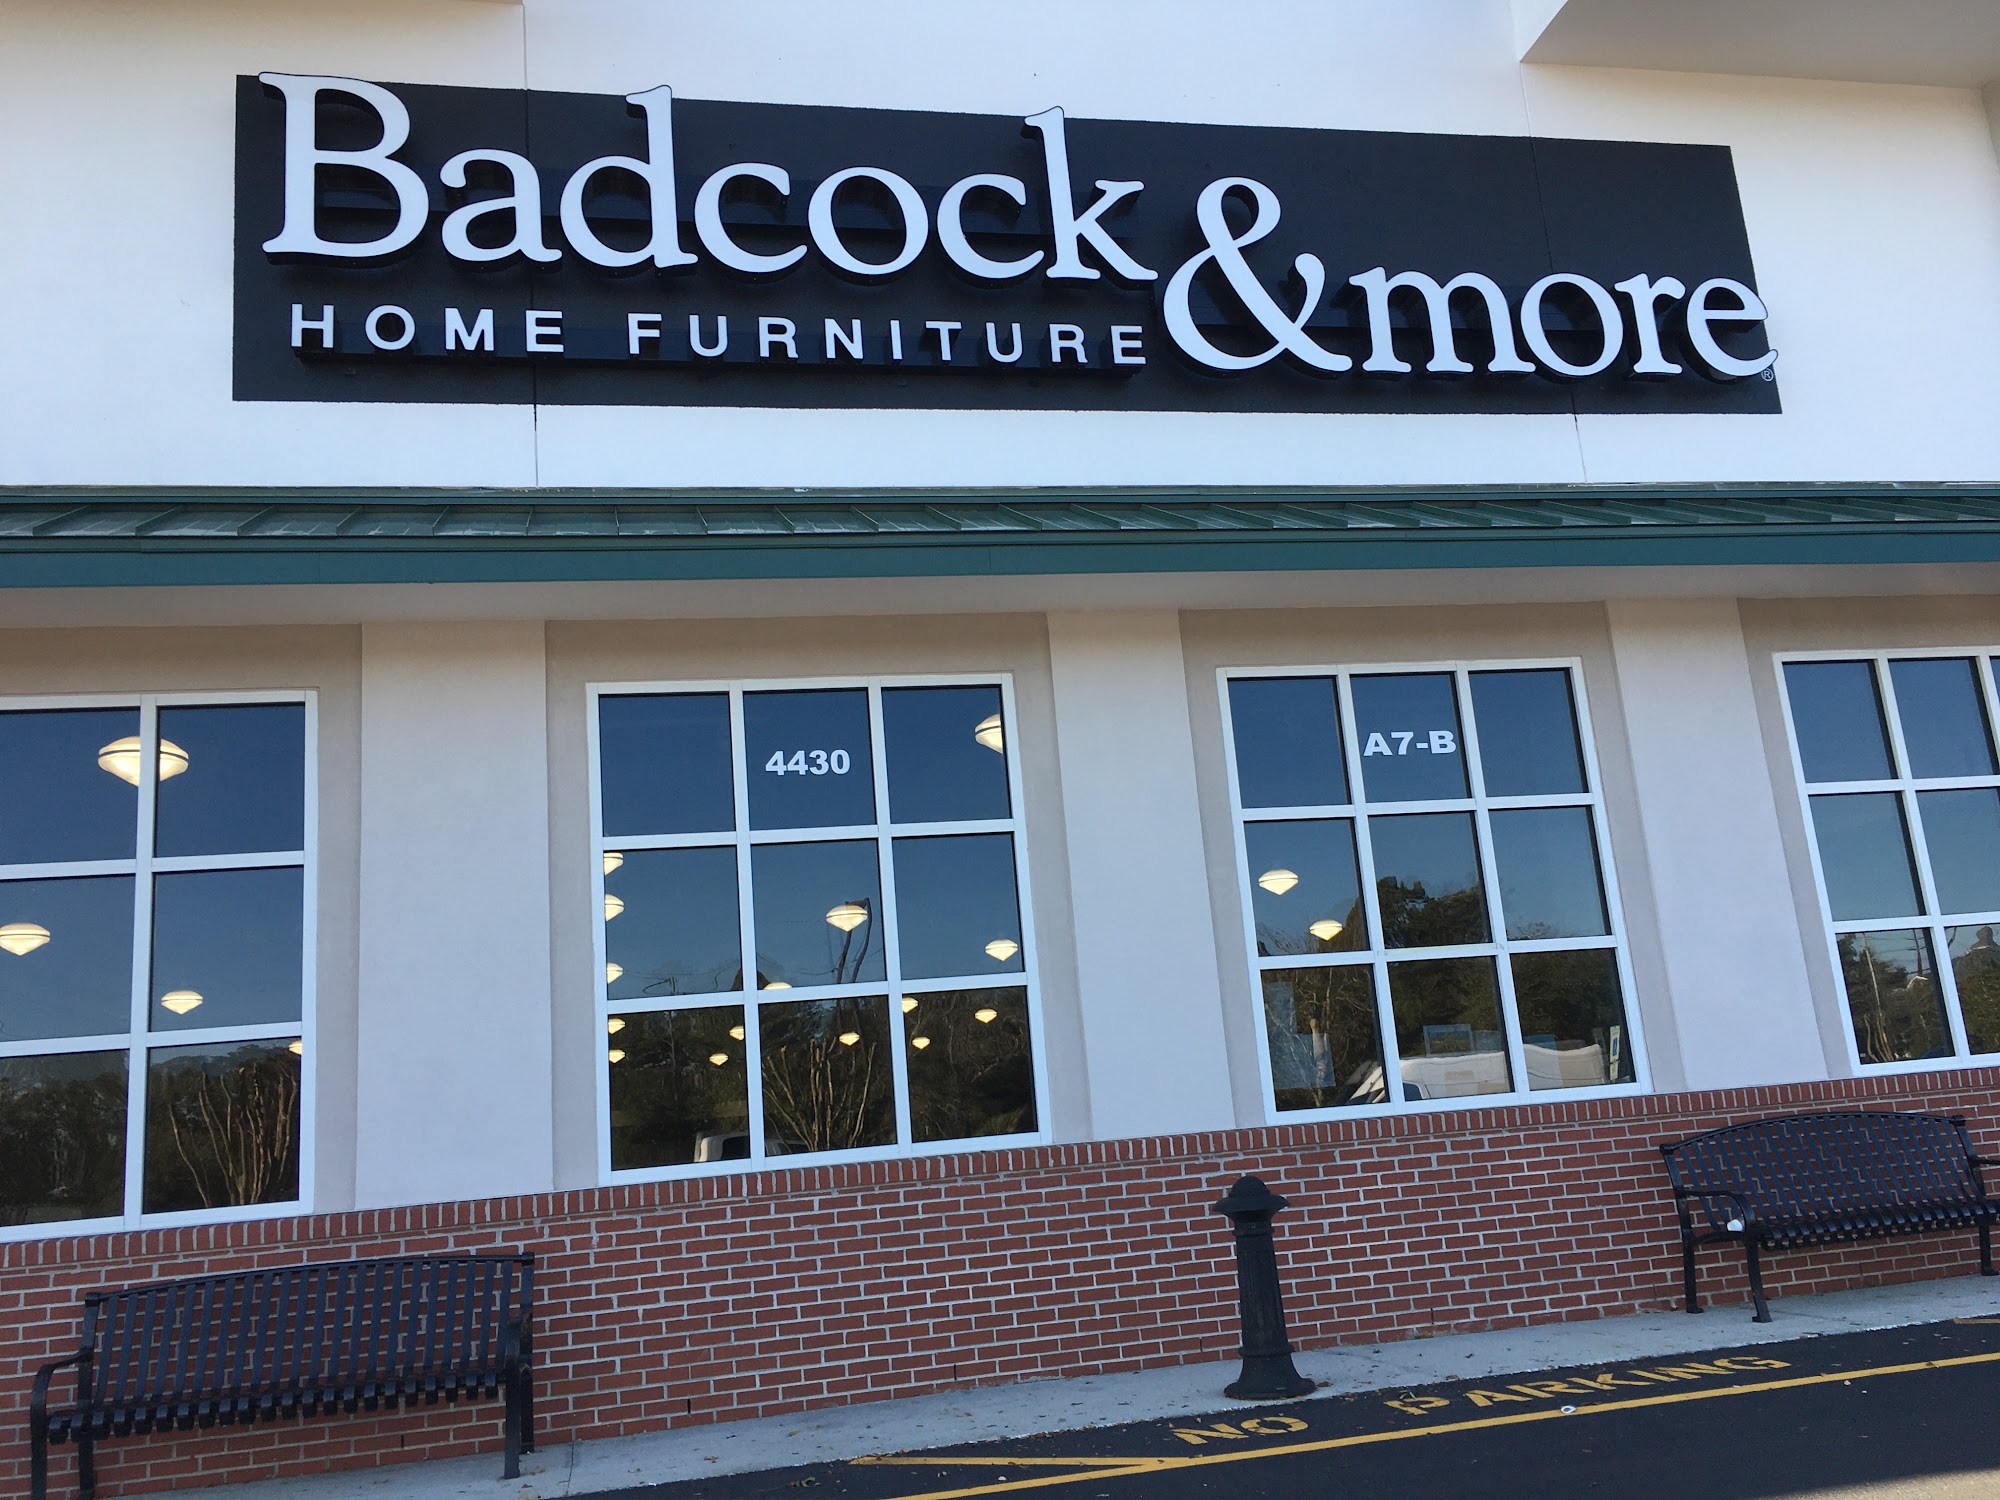 Badcock &more
HOME FURNITURE
®
4430
A7-B
NO PARKING